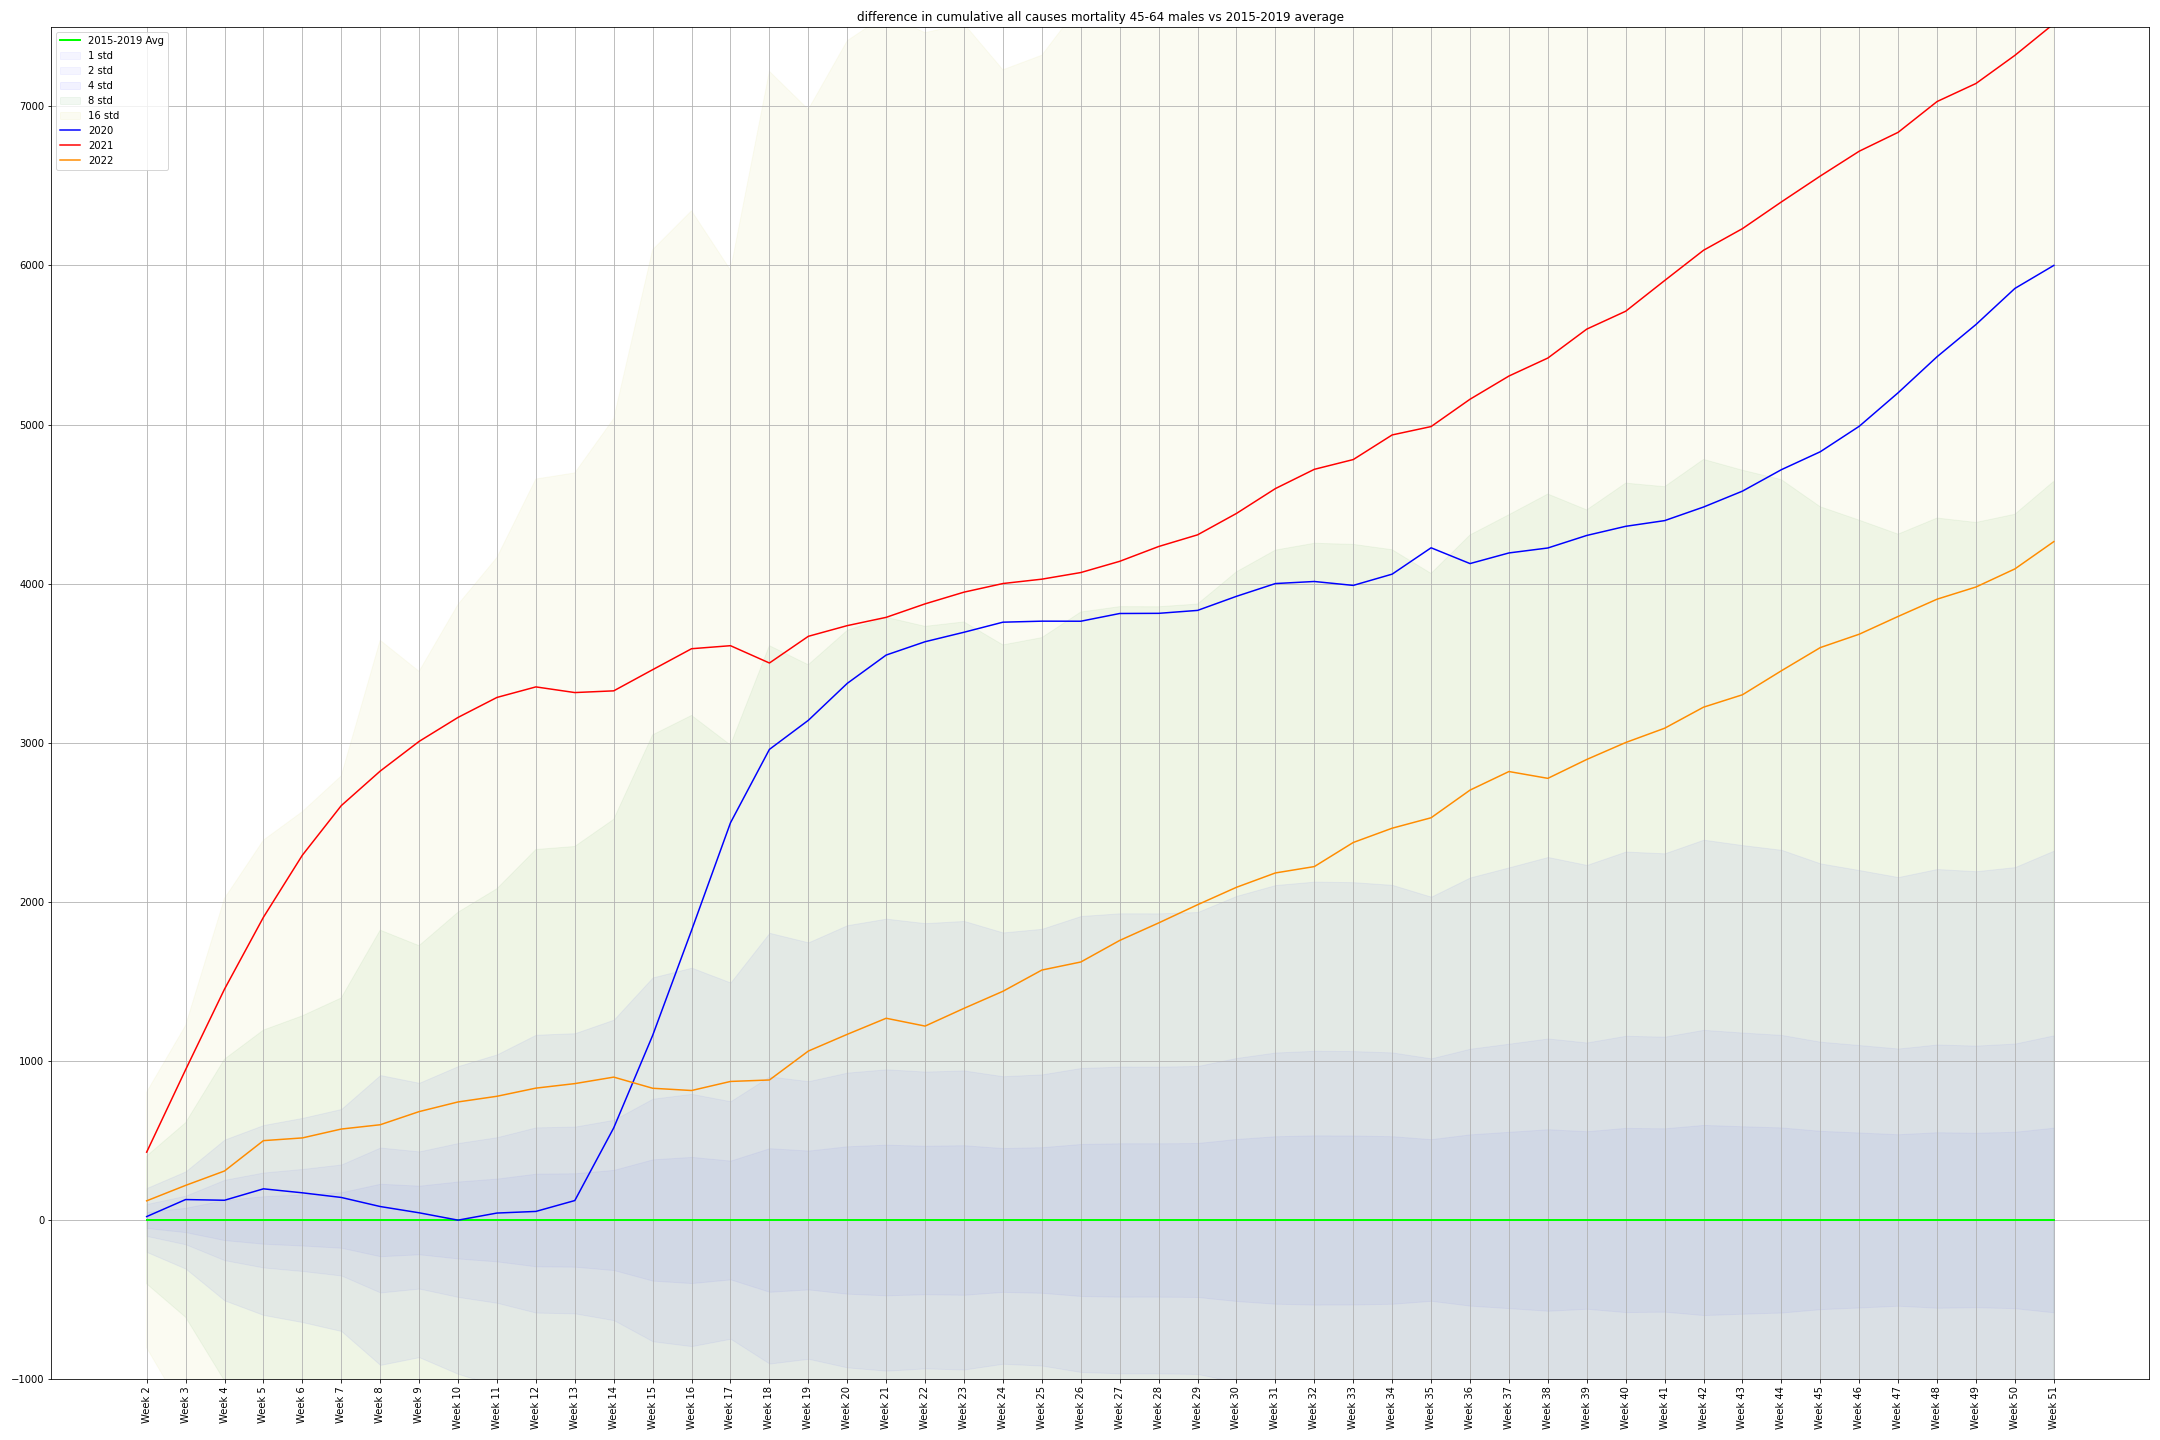 difference in cumulative all causes mortality 45-64 males vs 2015-2019 average
2015-2019 Avg
1 std
2 std
4 std
8 std
16 std
2020
2021
2022
7000
6000
5000
4000
3000
2000
1000
0
−1000
Week 2
Week 3
Week 4
Week 5
Week 6
Week 7
Week 8
Week 9
Week 10
Week 11
Week 12
Week 13
Week 14
Week 15
Week 16
Week 17
Week 18
Week 19
Week 20
Week 21
Week 22
Week 23
Week 24
Week 25
Week 26
Week 27
Week 28
Week 29
Week 30
Week 31
Week 32
Week 33
Week 34
Week 35
Week 36
Week 37
Week 38
Week 39
Week 40
Week 41
Week 42
Week 43
Week 44
Week 45
Week 46
Week 47
Week 48
Week 49
Week 50
Week 51